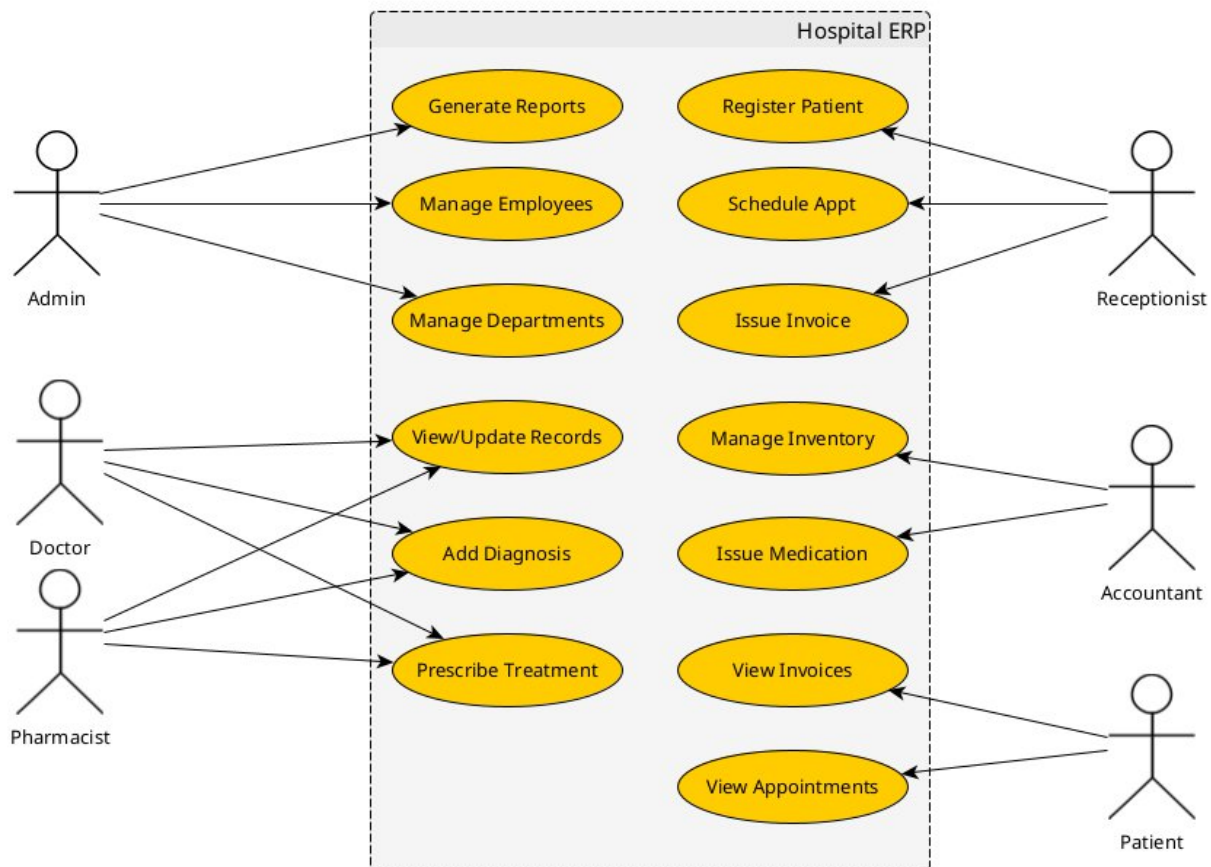 Hospital ERP
Generate Reports
Register Patient
Manage Employees
Schedule Appt
Admin
Receptionist
Manage Departments
Issue Invoice
View/Update Records
Manage Inventory
Doctor
Add Diagnosis
Issue Medication
Accountant
Prescribe Treatment
View Invoices
Pharmacist
View Appointments
Patient